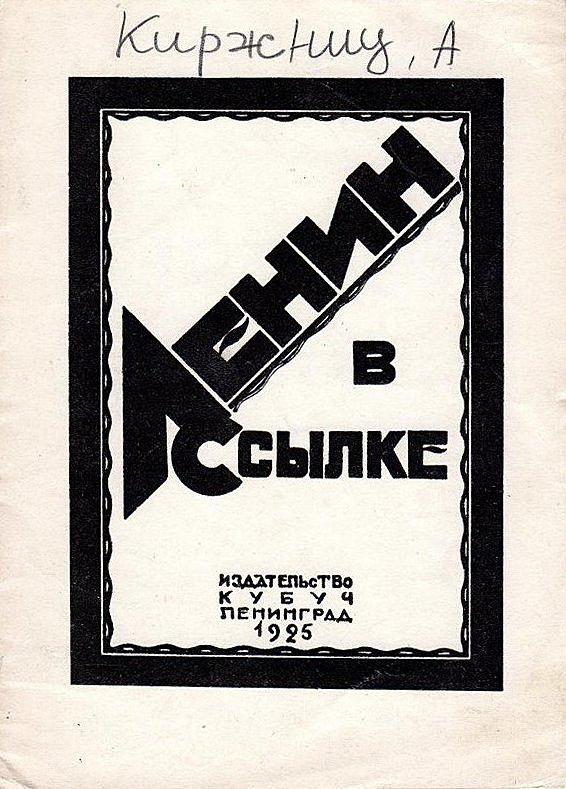 Киржниц, А
ЛЕНИН
В
ССЫЛКЕ
ИЗДАТЕЛЬСТВО
КУБУЧ
ЛЕНИНГРАД
1925